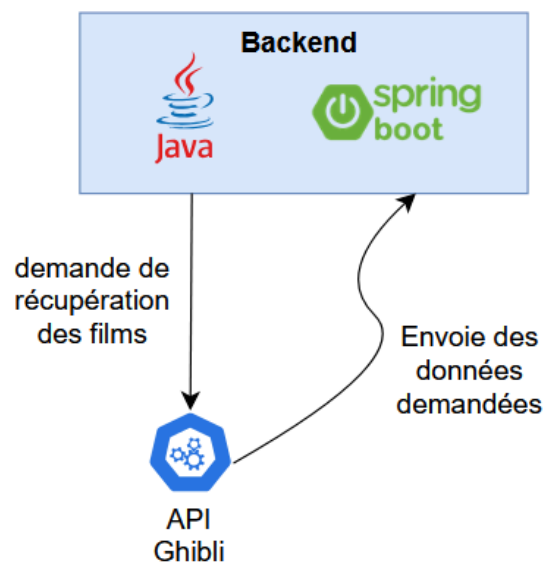 Backend
Java
spring
boot
demande de
récupération
des films
Envoie des
données
demandées
API
Ghibli